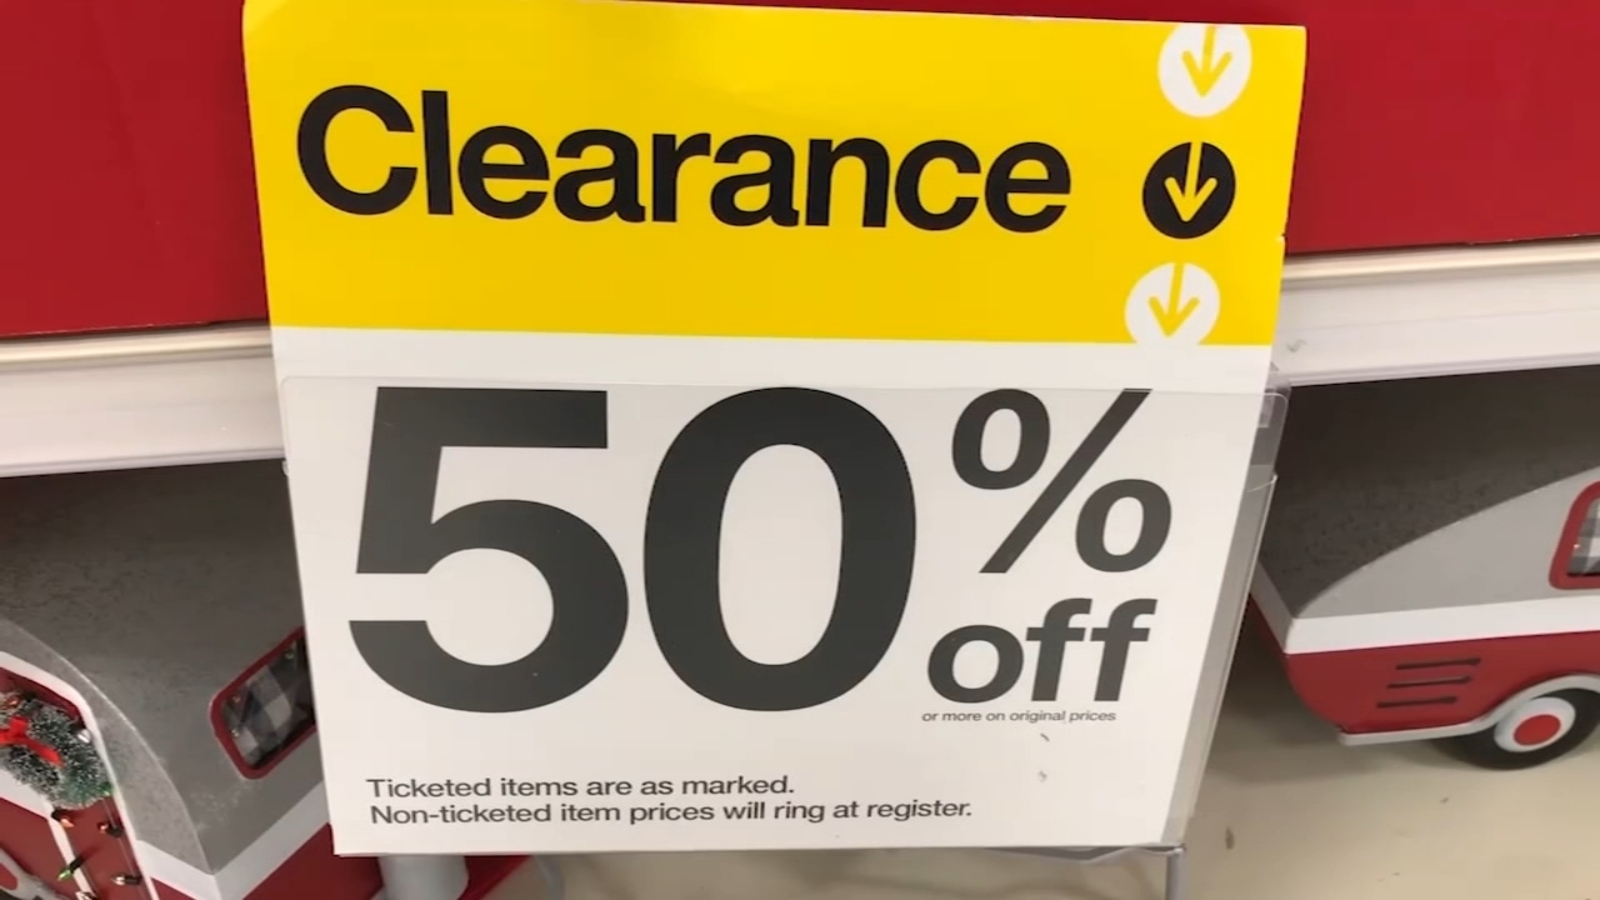 Clearance
50%
off
or more on original prices
Ticketed items are as marked.
Non-ticketed item prices will ring at register.